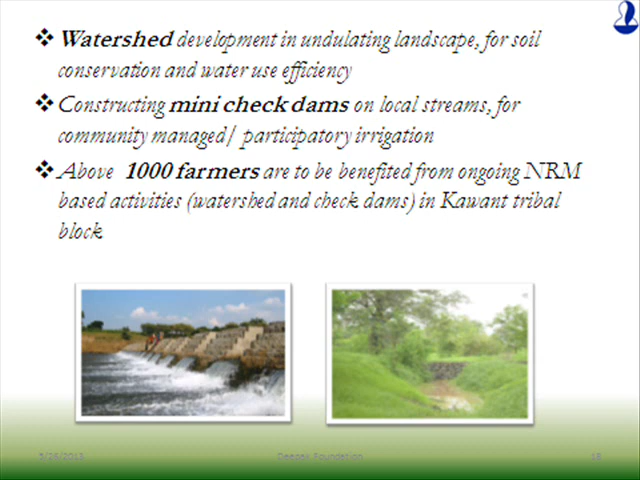 ❖ Watershed development in undulating landscape, for soil
conservation and water use efficiency
❖ Constructing mini check dams on local streams, for
community managed/ participatory irrigation
❖ Above 1000 farmers are to be benefited from ongoing NRM
based activities (watershed and check dams) in Kawant tribal
block
Deepak Foundation